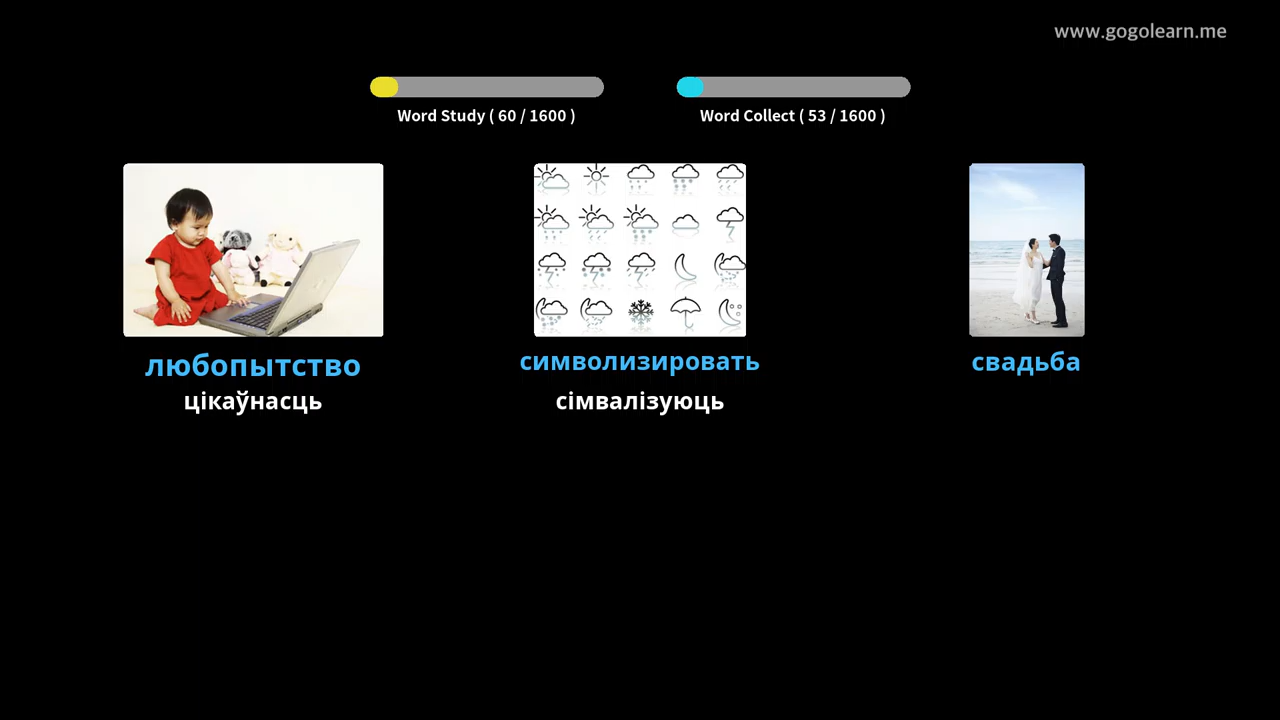 www.gogolearn.me
Word Study ( 60 / 1600 )
Word Collect ( 53 / 1600 )
любопытство
символизировать
свадьба
цікаўнасць
сімвалізуюць